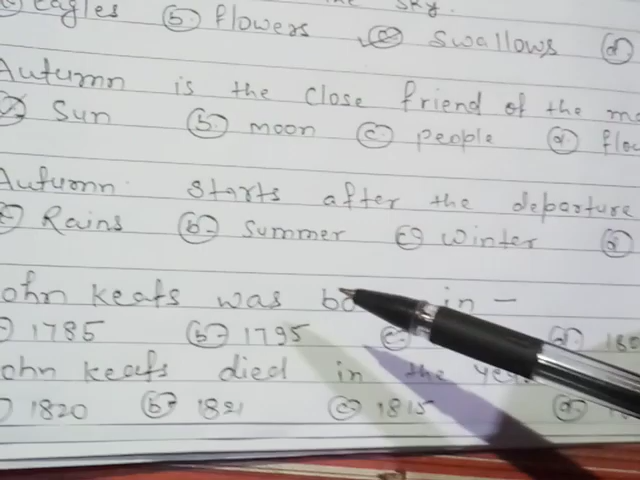 eagles (b) flowers (c) swallows (d)
Autumn is the close friend of the
(a) Sun (b) moon (c) people (d)
Autumn starts after the departure
Rains (b) summer (c) winter (d)
ohn keats was in -
1785 (b) 1795 (c) (d)
ohn keats died in the
1820 (b) 1821 (c) 1815 (d)